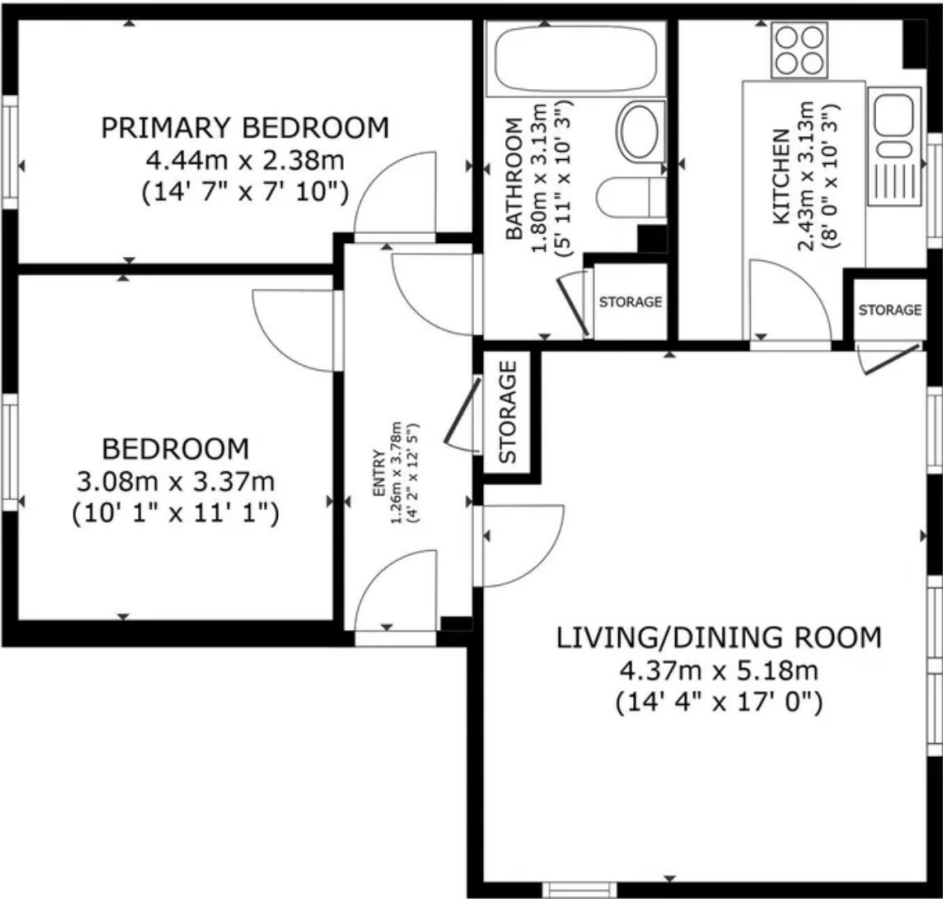 PRIMARY BEDROOM
4.44m x 2.38m
(14' 7" x 7' 10")
BATHROOM
1.80m x 3.13m
(5' 11" x 10' 3")
KITCHEN
2.43m x 3.13m
(8' 0" x 10' 3")
STORAGE
STORAGE
STORAGE
BEDROOM
3.08m x 3.37m
(10' 1" x 11' 1")
ENTRY
1.26m x 3.78m
(4' 2" x 12' 5")
LIVING/DINING ROOM
4.37m x 5.18m
(14' 4" x 17' 0")